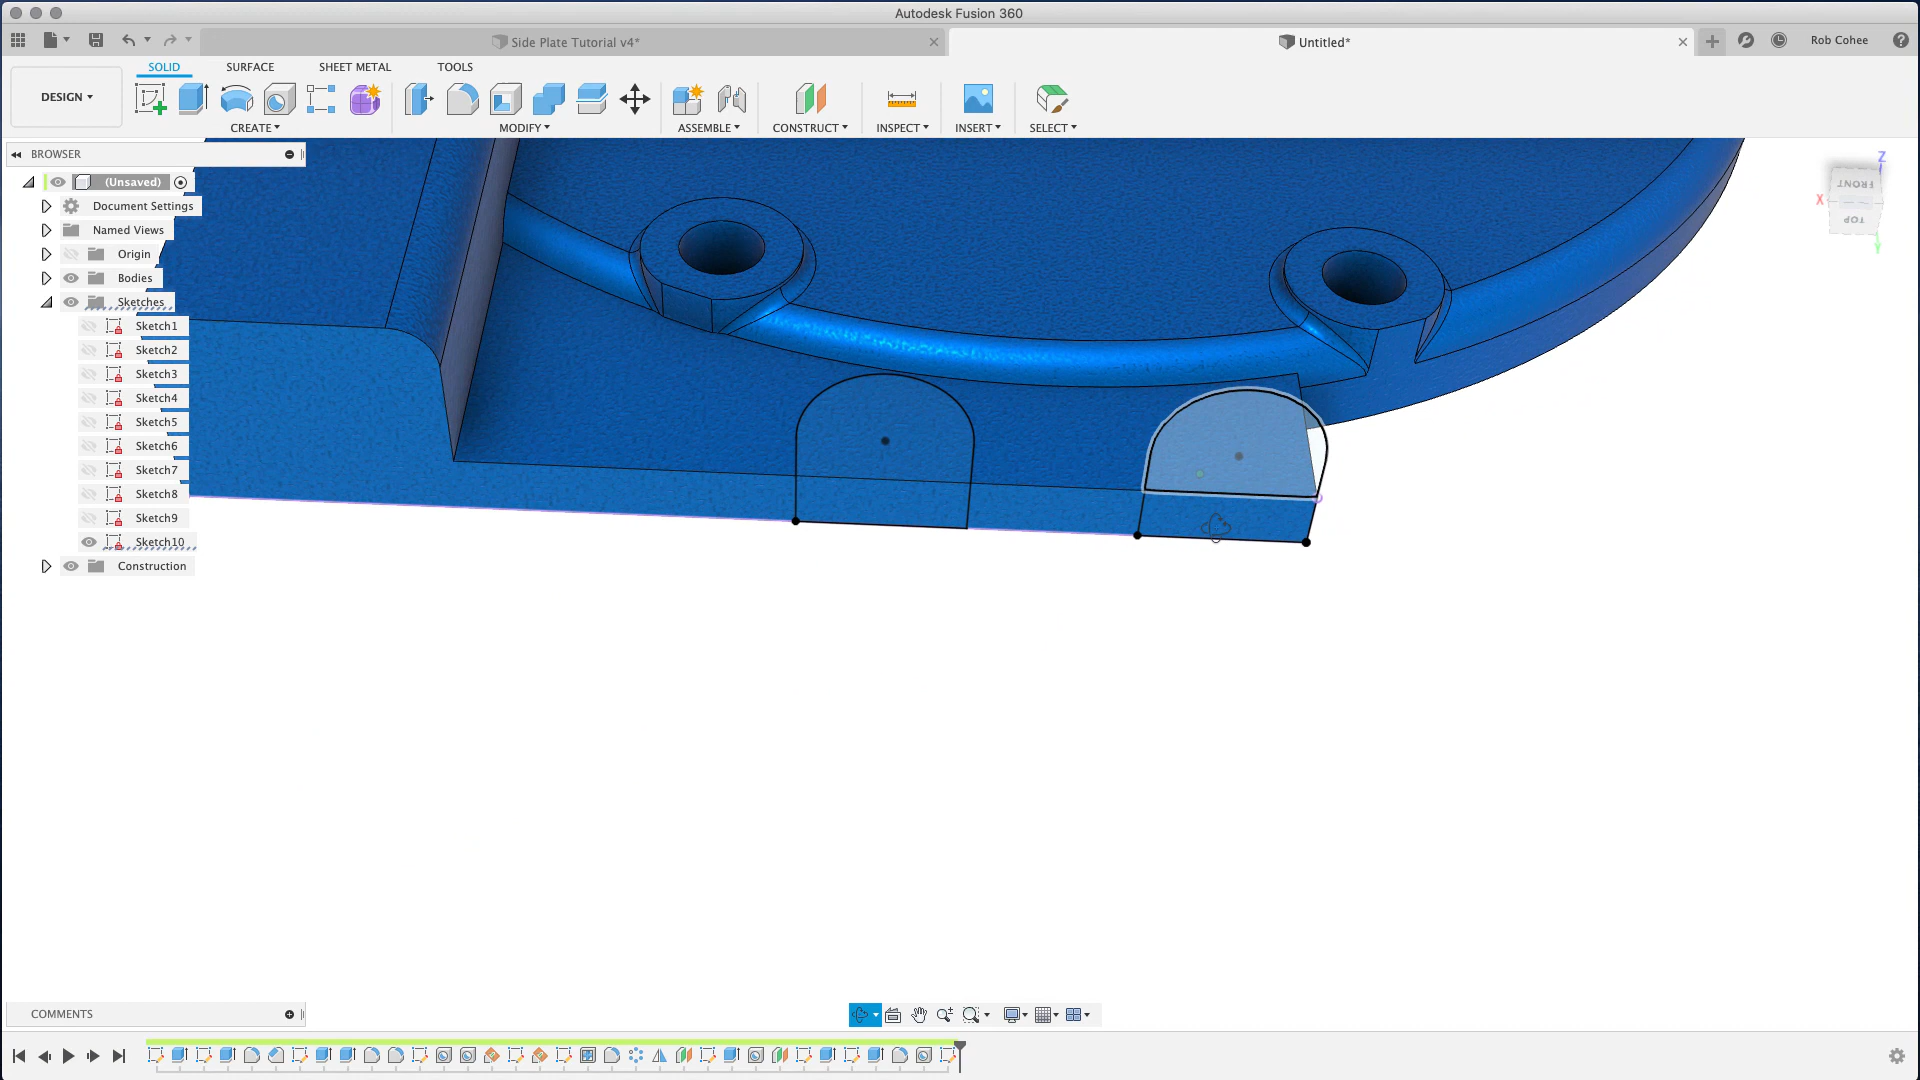 Autodesk Fusion 360
Side Plate Tutorial v4*
Untitled*
Rob Cohee
DESIGN
SOLID
SURFACE
SHEET METAL
TOOLS
CREATE
MODIFY
ASSEMBLE
CONSTRUCT
INSPECT
INSERT
SELECT
BROWSER
(Unsaved)
Document Settings
Named Views
Origin
Bodies
Sketches
Sketch1
Sketch2
Sketch3
Sketch4
Sketch5
Sketch6
Sketch7
Sketch8
Sketch9
Sketch10
Construction
Z
FRONT
X
TOP
Y
COMMENTS